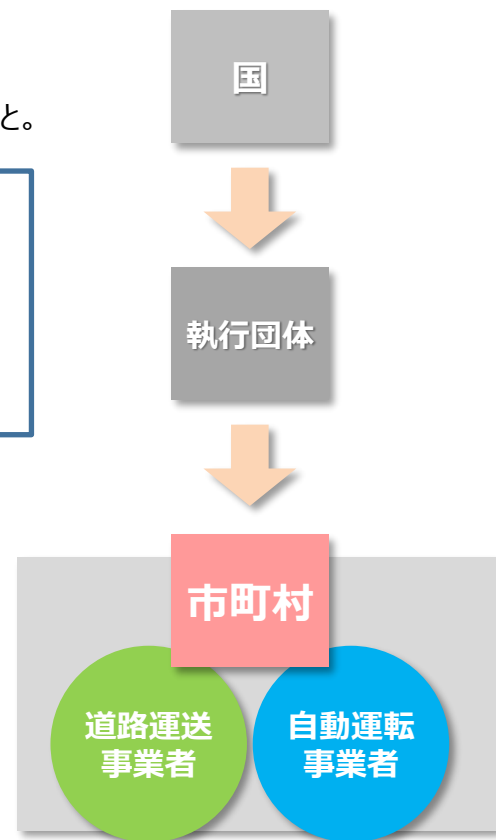 国
と。
執行団体
市町村
道路運送
事業者
自動運転
事業者